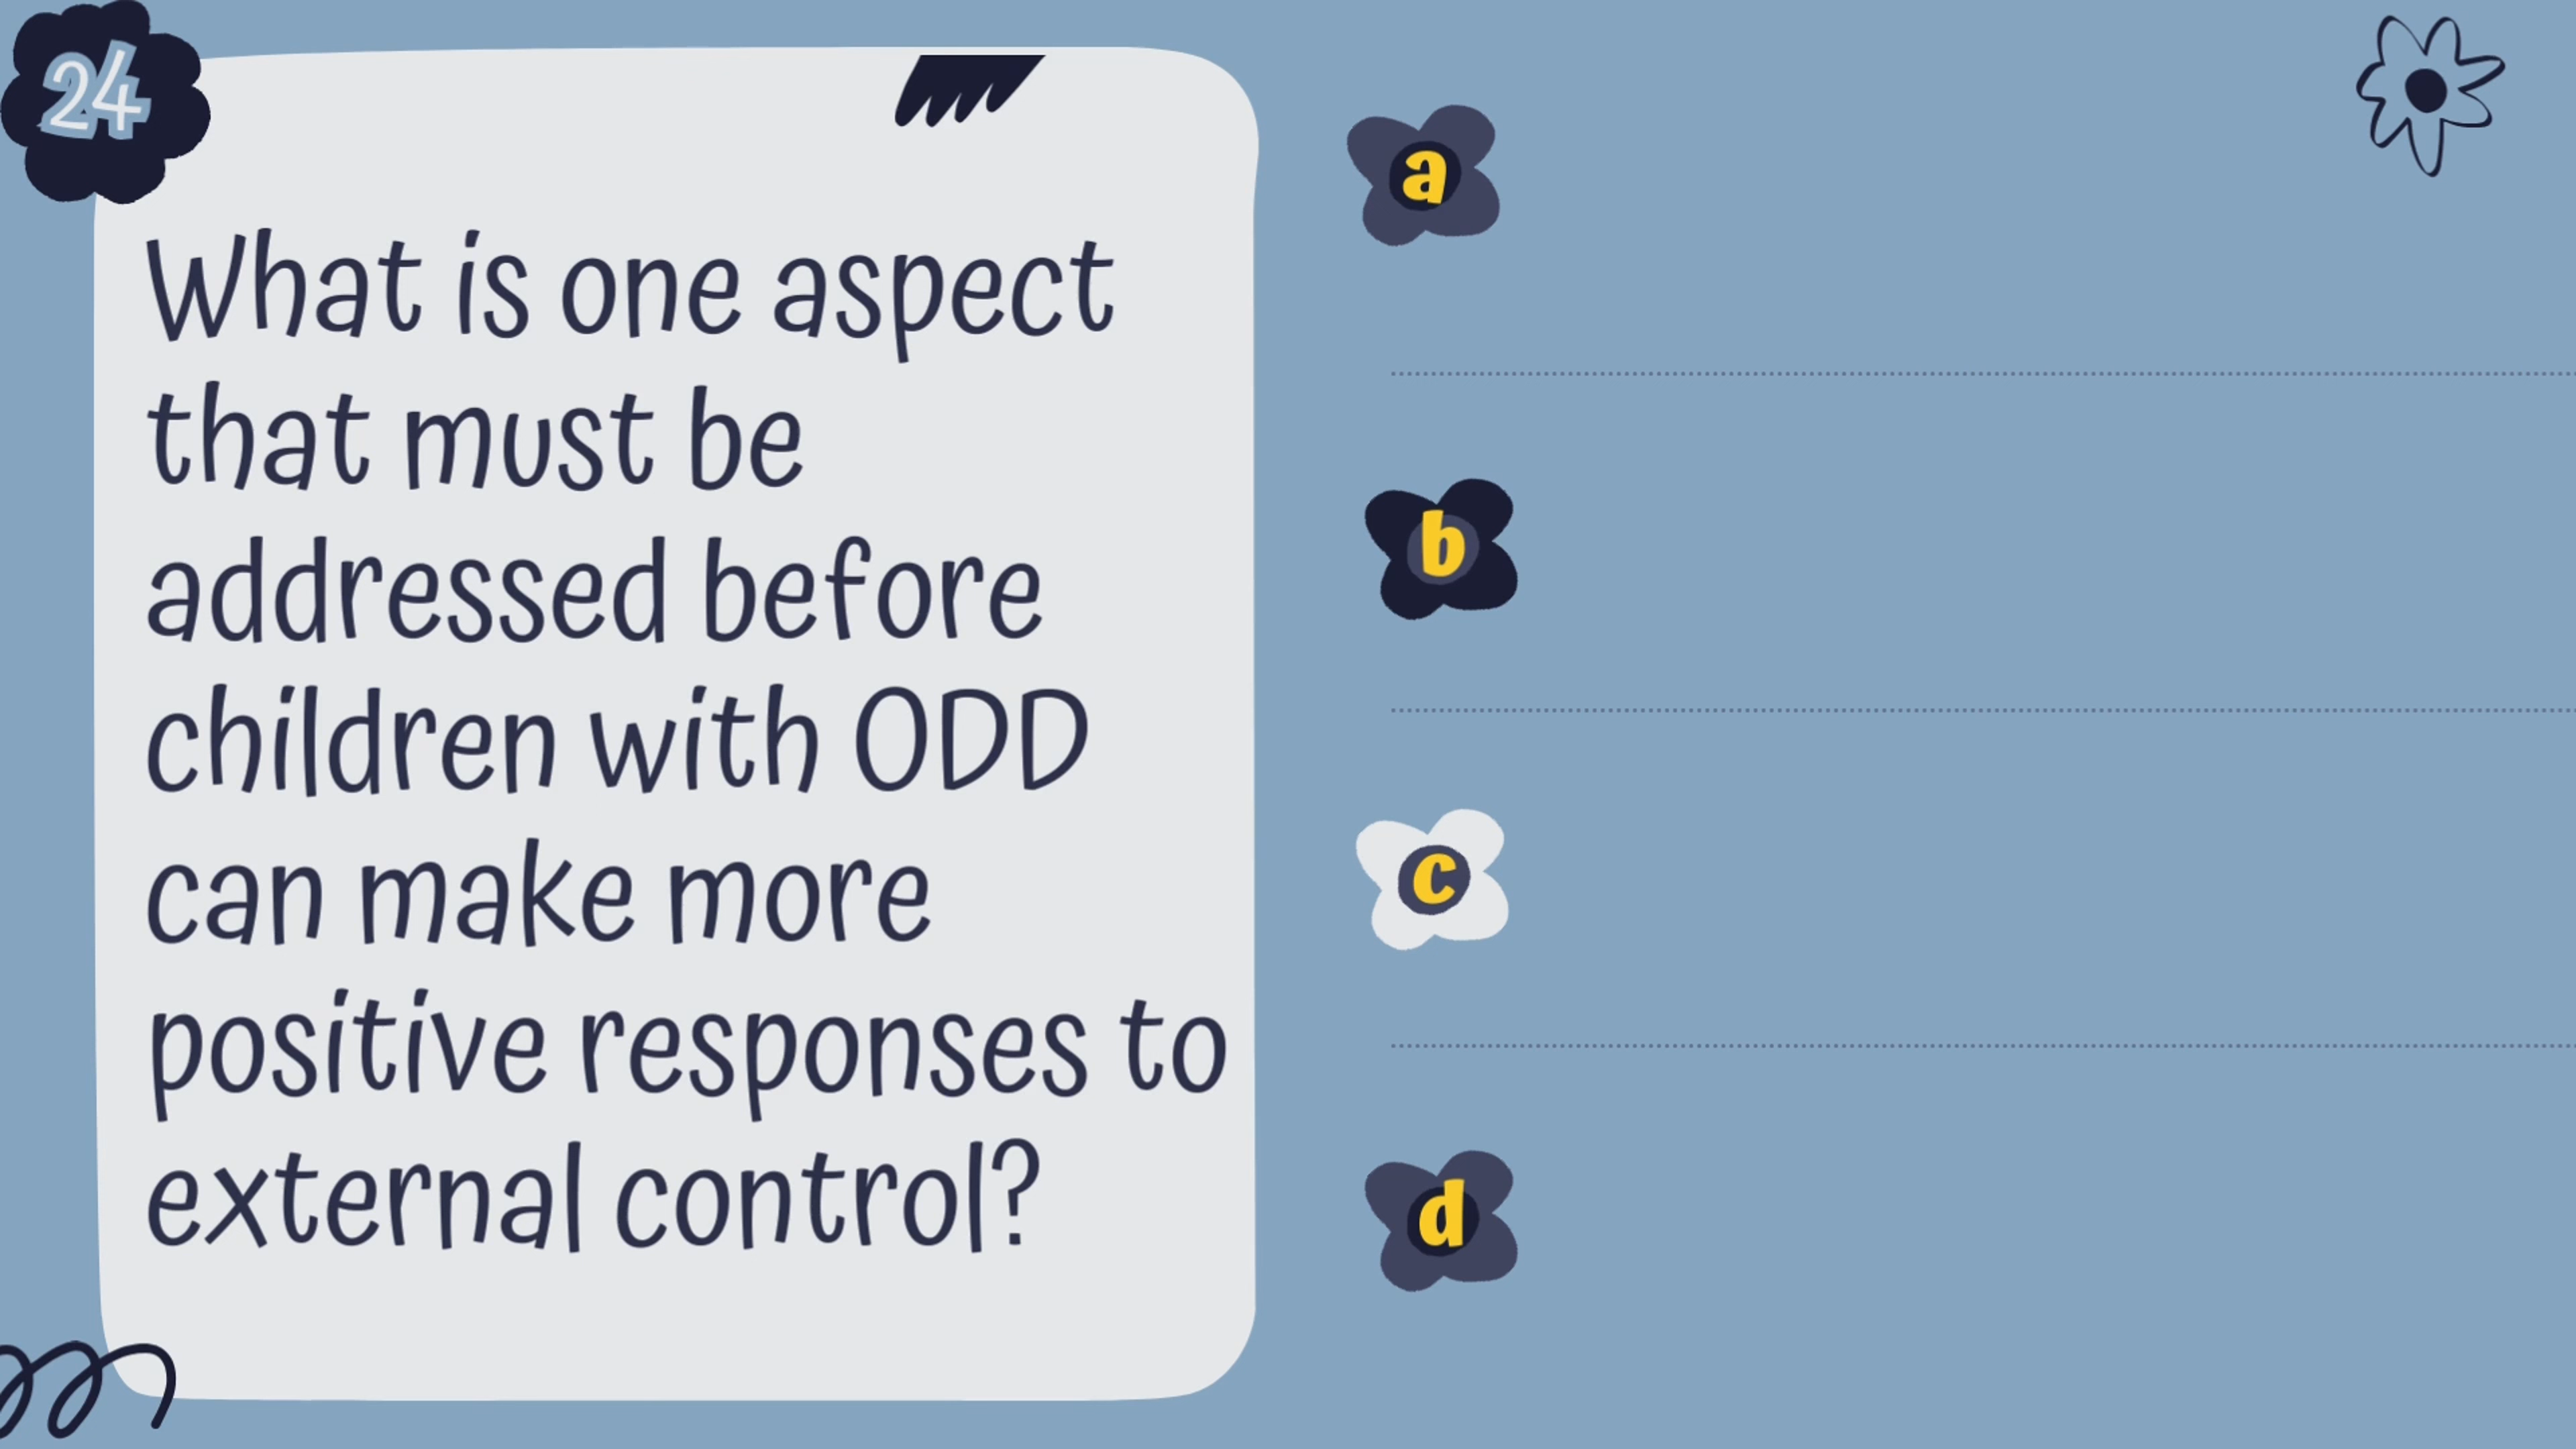 24
What is one aspect
that must be
addressed before
children with ODD
can make more
positive responses to
external control?
a
b
c
d